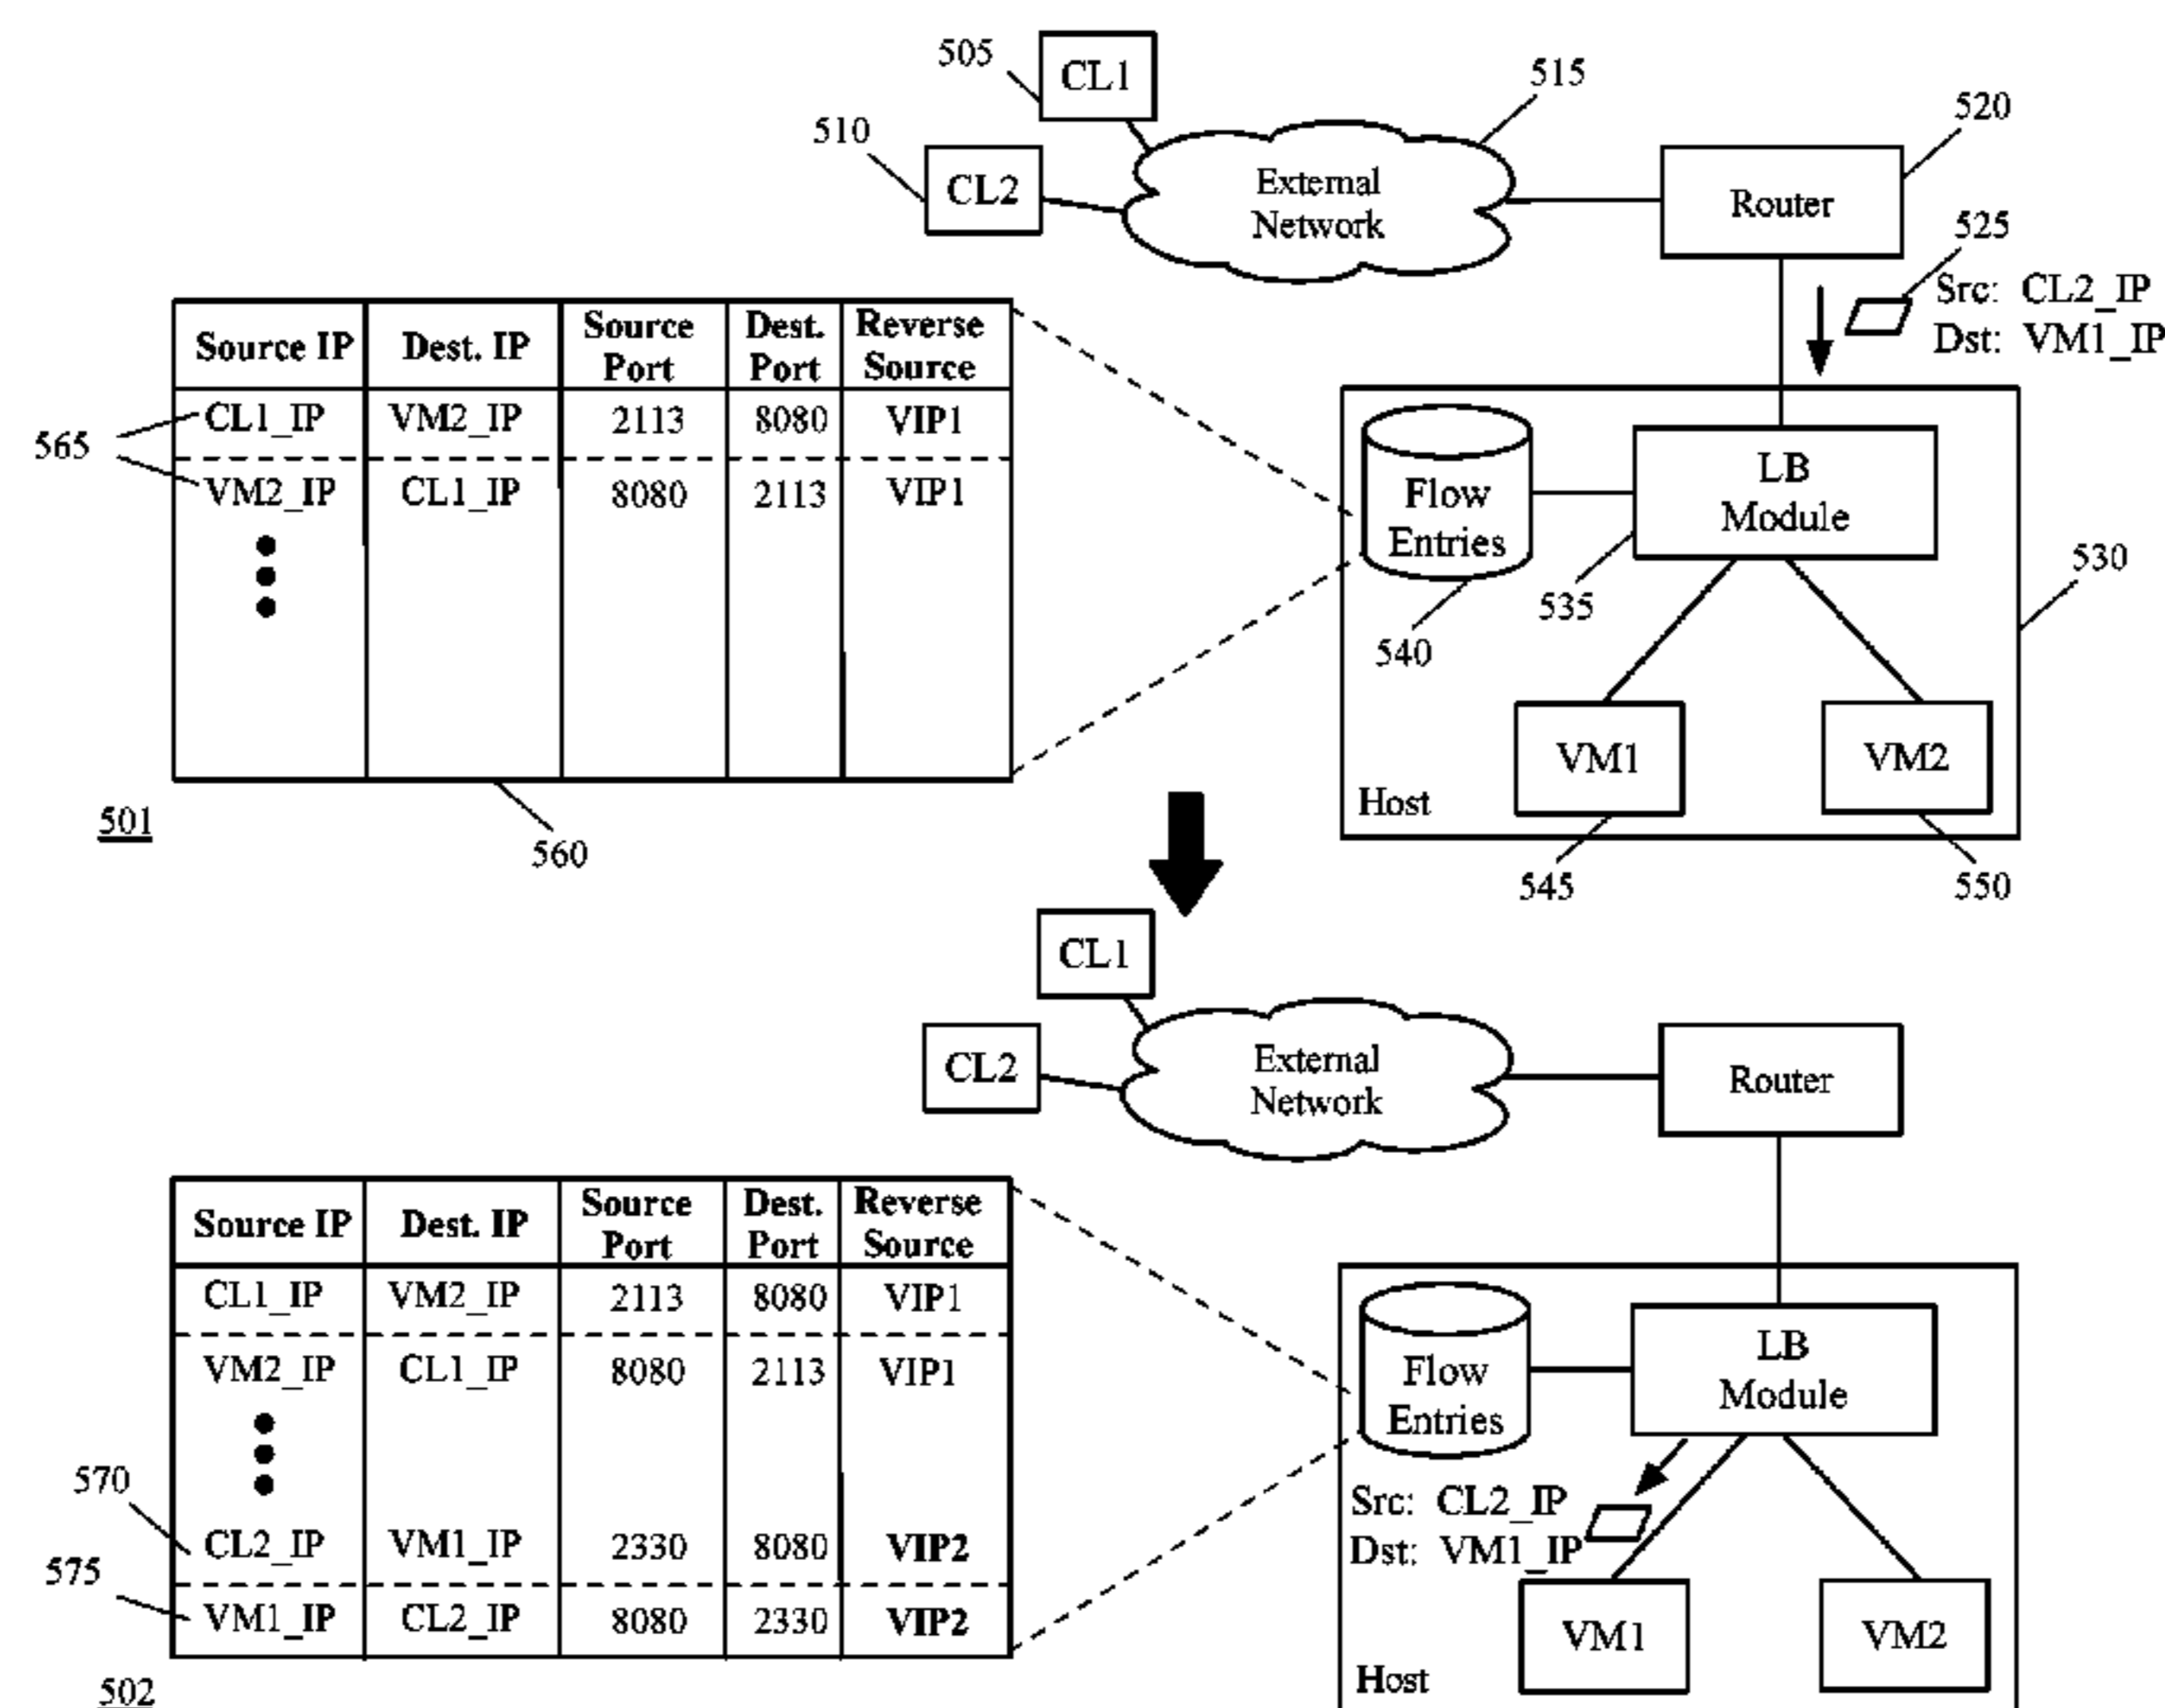 505
CL1
515
510
520
CL2
External
Network
Router
525
Src: CL2_IP
Dst: VM1_IP
Source IP Dest. IP Source Port Dest. Port Reverse Source
CL1_IP VM2_IP 2113 8080 VIP1
565
VM2_IP CL1_IP 8080 2113 VIP1
Flow
Entries
LB
Module
530
535
540
VM1
VM2
Host
501
560
545
550
CL1
CL2
External
Network
Router
Source IP Dest. IP Source Port Dest. Port Reverse Source
CL1_IP VM2_IP 2113 8080 VIP1
VM2_IP CL1_IP 8080 2113 VIP1
570
CL2_IP VM1_IP 2330 8080 VIP2
575
VM1_IP CL2_IP 8080 2330 VIP2
502
Flow
Entries
LB
Module
Src: CL2_IP
Dst: VM1_IP
VM1
VM2
Host